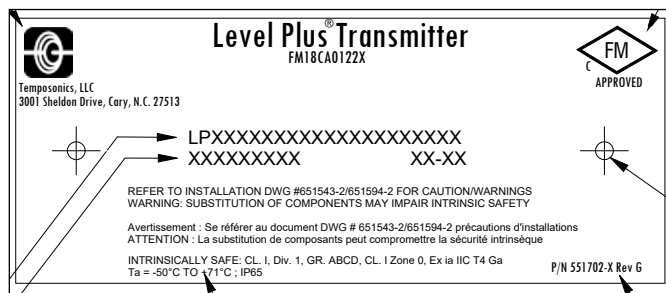 Level Plus® Transmitter
FM18CA0122X
FM
C
APPROVED
Temposonics, LLC
3001 Sheldon Drive, Cary, N.C. 27513
LPXXXXXXXXXXXXXXXXXXXX
XXXXXXXXX XX-XX
REFER TO INSTALLATION DWG #651543-2/651594-2 FOR CAUTION/WARNINGS
WARNING: SUBSTITUTION OF COMPONENTS MAY IMPAIR INTRINSIC SAFETY
Avertissement : Se référer au document DWG # 651543-2/651594-2 précautions d'installations
ATTENTION : La substitution de composants peut compromettre la sécurité intrinsèque
INTRINSICALLY SAFE: CL. I, Div. 1, GR. ABCD, CL. I Zone 0, Ex ia IIC T4 Ga
Ta = -50°C TO +71°C ; IP65
P/N 551702-X Rev G